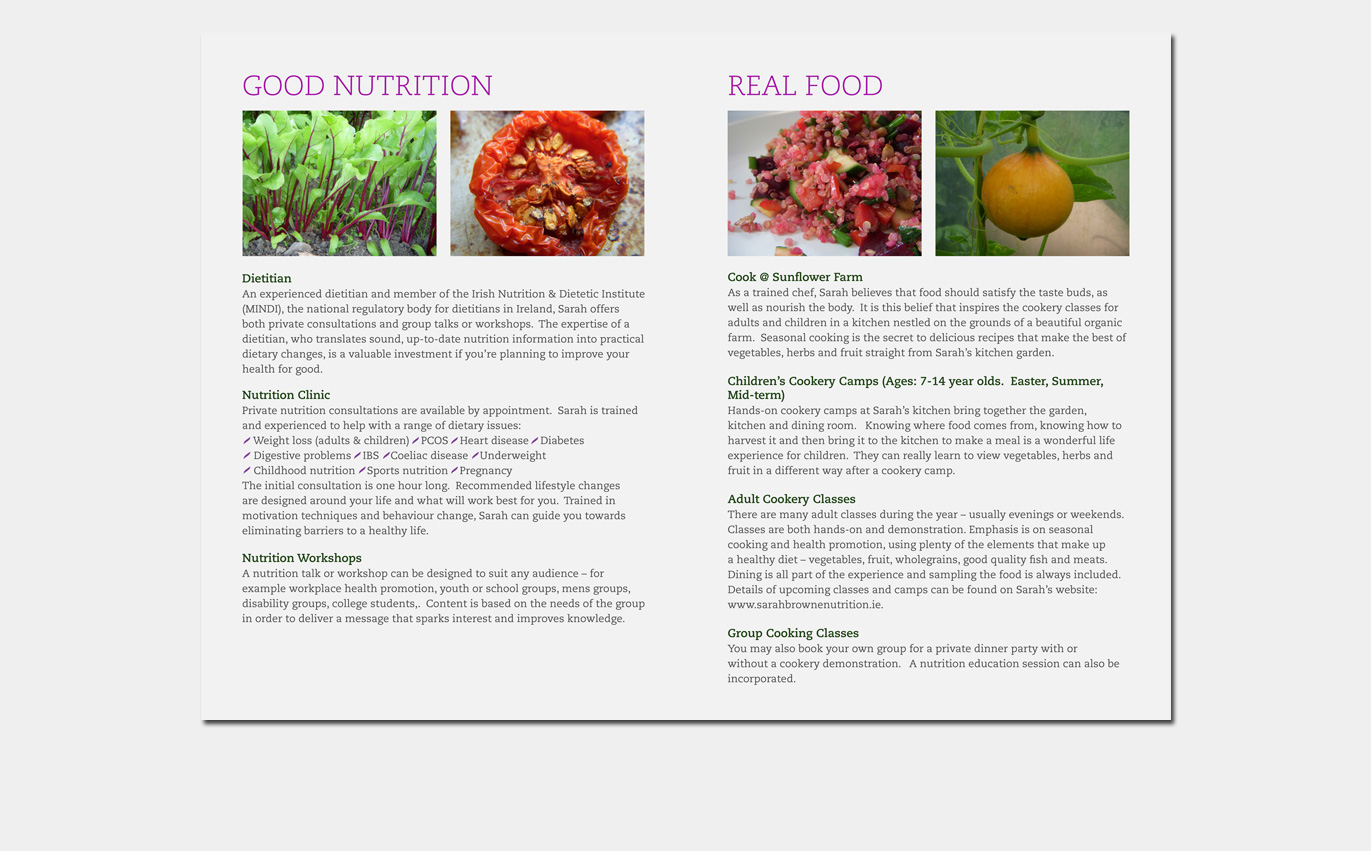 GOOD NUTRITION
Dietitian
An experienced dietitian and member of the Irish Nutrition & Dietetic Institute
(MINDI), the national regulatory body for dietitians in Ireland, Sarah offers
both private consultations and group talks or workshops.  The expertise of a
dietitian, who translates sound, up-to-date nutrition information into practical
dietary changes, is a valuable investment if you're planning to improve your
health for good.
Nutrition Clinic
Private nutrition consultations are available by appointment.  Sarah is trained
and experienced to help with a range of dietary issues:
Weight loss (adults & children) PCOS Heart disease Diabetes
Digestive problems IBS Coeliac disease Underweight
Childhood nutrition Sports nutrition Pregnancy
The initial consultation is one hour long.  Recommended lifestyle changes
are designed around your life and what will work best for you.  Trained in
motivation techniques and behaviour change, Sarah can guide you towards
eliminating barriers to a healthy life.
Nutrition Workshops
A nutrition talk or workshop can be designed to suit any audience – for
example workplace health promotion, youth or school groups, mens groups,
disability groups, college students,.  Content is based on the needs of the group
in order to deliver a message that sparks interest and improves knowledge.
REAL FOOD
Cook @ Sunflower Farm
As a trained chef, Sarah believes that food should satisfy the taste buds, as
well as nourish the body.  It is this belief that inspires the cookery classes for
adults and children in a kitchen nestled on the grounds of a beautiful organic
farm.  Seasonal cooking is the secret to delicious recipes that make the best of
vegetables, herbs and fruit straight from Sarah's kitchen garden.
Children's Cookery Camps (Ages: 7-14 year olds.  Easter, Summer,
Mid-term)
Hands-on cookery camps at Sarah's kitchen bring together the garden,
kitchen and dining room.   Knowing where food comes from, knowing how to
harvest it and then bring it to the kitchen to make a meal is a wonderful life
experience for children.  They can really learn to view vegetables, herbs and
fruit in a different way after a cookery camp.
Adult Cookery Classes
There are many adult classes during the year – usually evenings or weekends.
Classes are both hands-on and demonstration. Emphasis is on seasonal
cooking and health promotion, using plenty of the elements that make up
a healthy diet – vegetables, fruit, wholegrains, good quality fish and meats.
Dining is all part of the experience and sampling the food is always included.
Details of upcoming classes and camps can be found on Sarah's website:
www.sarahbrownenutrition.ie.
Group Cooking Classes
You may also book your own group for a private dinner party with or
without a cookery demonstration.   A nutrition education session can also be
incorporated.